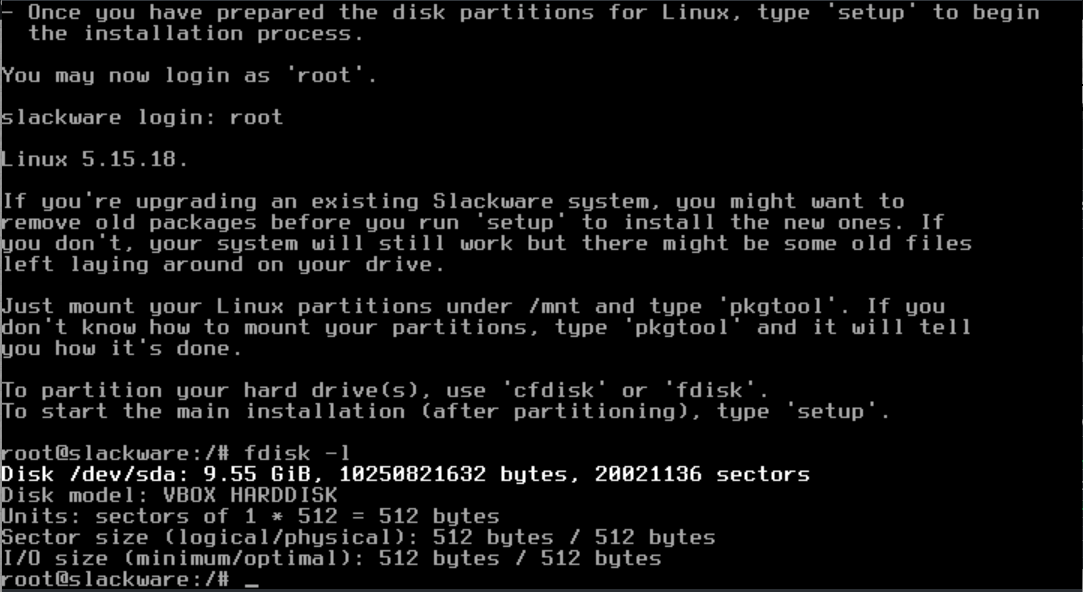 - Once you have prepared the disk partitions for Linux, type 'setup' to begin
  the installation process.
You may now login as 'root'.
slackware login: root
Linux 5.15.18.
If you're upgrading an existing Slackware system, you might want to
remove old packages before you run 'setup' to install the new ones. If
you don't, your system will still work but there might be some old files
left laying around on your drive.
Just mount your Linux partitions under /mnt and type 'pkgtool'. If you
don't know how to mount your partitions, type 'pkgtool' and it will tell
you how it's done.
To partition your hard drive(s), use 'cfdisk' or 'fdisk'.
To start the main installation (after partitioning), type 'setup'.
root@slackware:/# fdisk -l
Disk /dev/sda: 9.55 GiB, 10250821632 bytes, 20021136 sectors
Disk model: VBOX HARDDISK
Units: sectors of 1 * 512 = 512 bytes
Sector size (logical/physical): 512 bytes / 512 bytes
I/O size (minimum/optimal): 512 bytes / 512 bytes
root@slackware:/# _